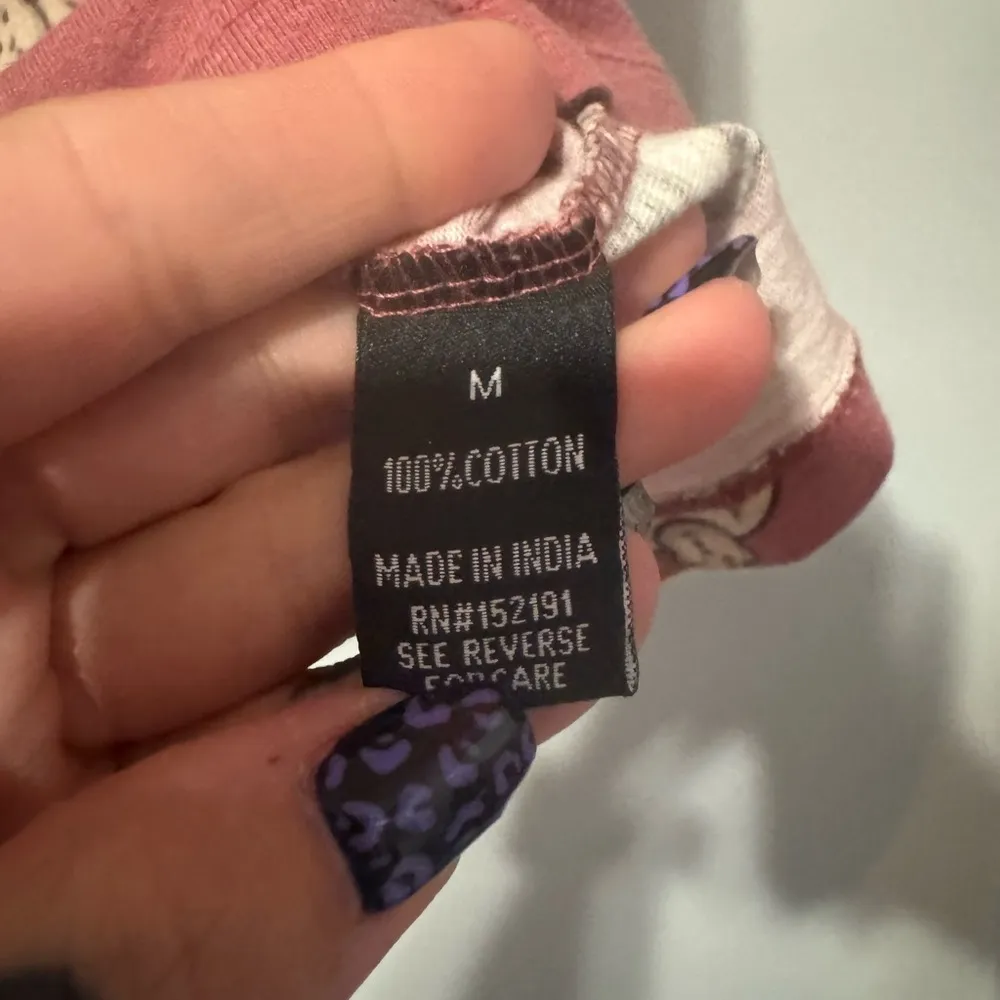 M
100%COTTON
MADE IN INDIA
RN#152191
SEE REVERSE
FOR CARE